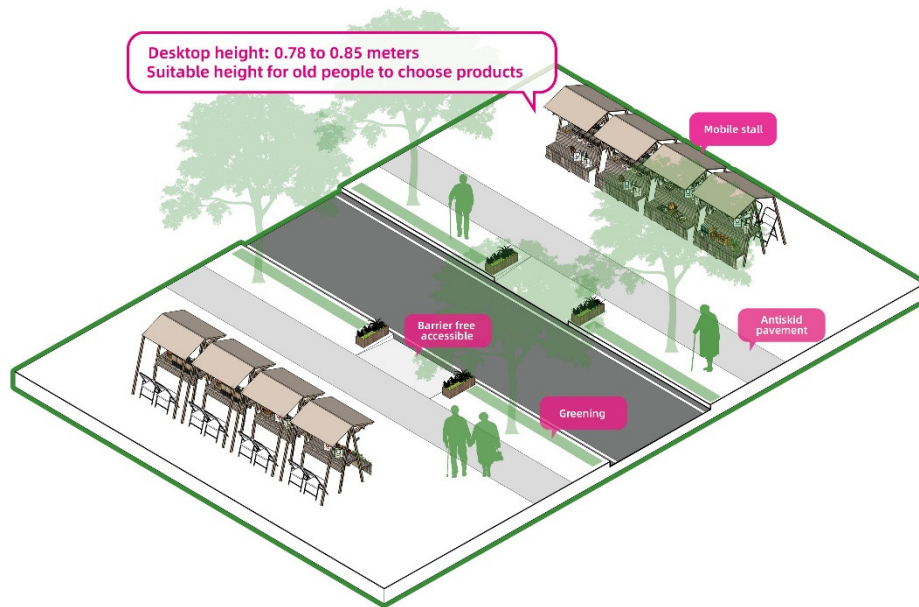 Desktop height: 0.78 to 0.85 meters
Suitable height for old people to choose products
Mobile stall
Barrier free
accessible
Antiskid
pavement
Greening